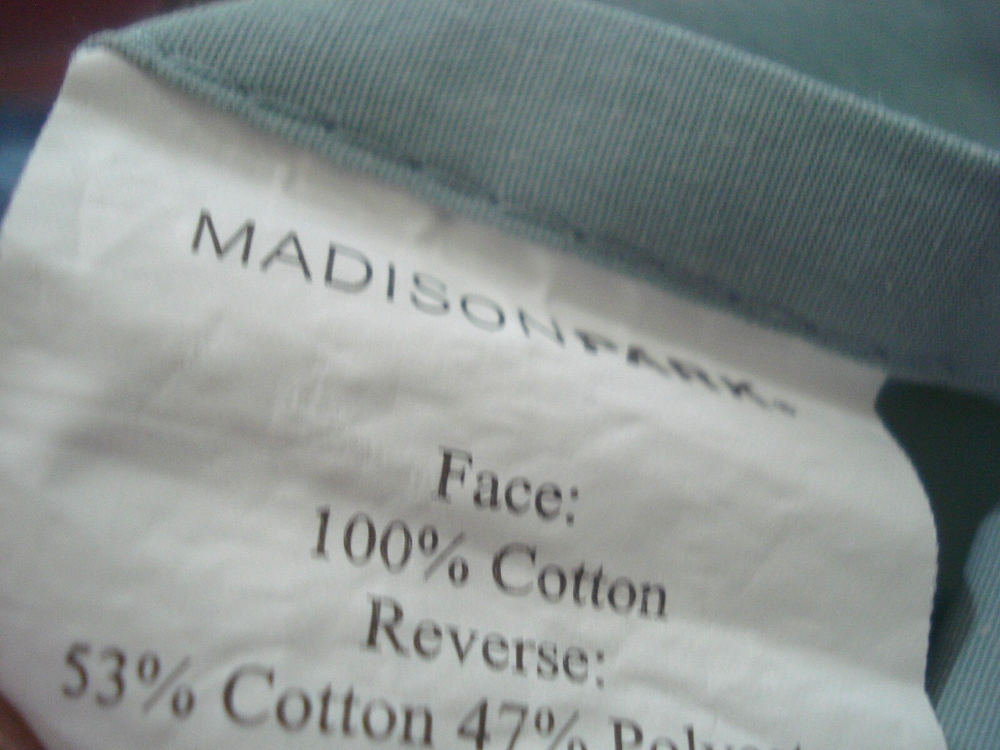 MADISONPARK
Face:
100% Cotton
Reverse:
53% Cotton 47%